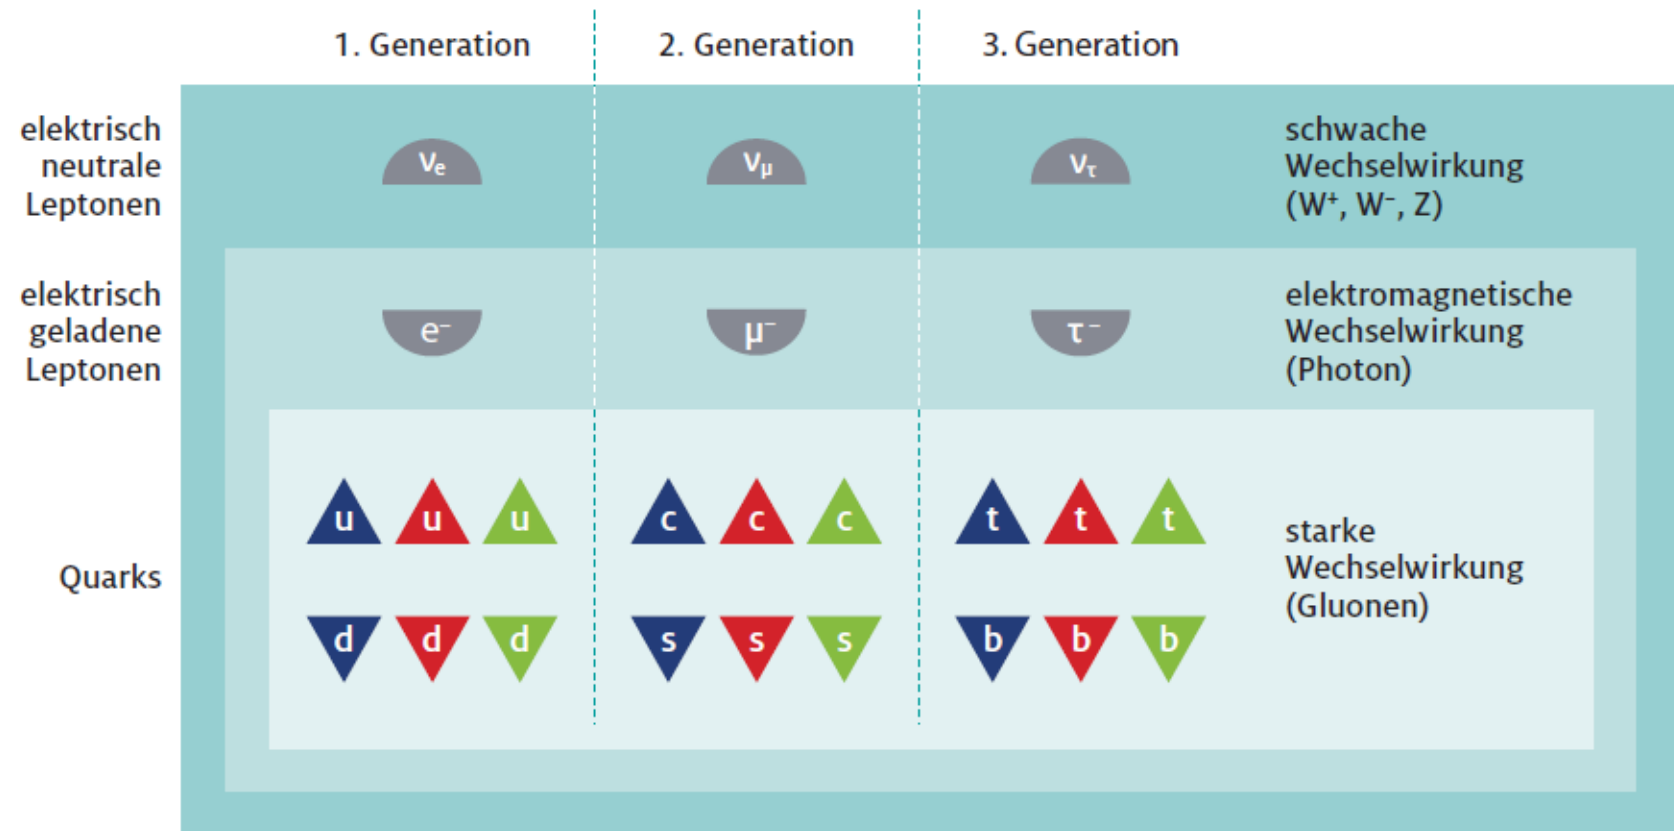 1. Generation
2. Generation
3. Generation
elektrisch
neutrale
Leptonen
νe
νμ
ντ
schwache
Wechselwirkung
(W⁺, W⁻, Z)
elektrisch
geladene
Leptonen
e⁻
μ⁻
τ⁻
elektromagnetische
Wechselwirkung
(Photon)
Quarks
u u u
c c c
t t t
d d d
s s s
b b b
starke
Wechselwirkung
(Gluonen)